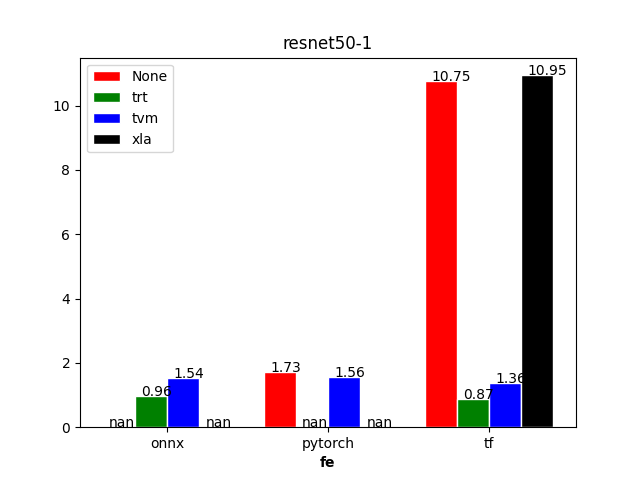 resnet50-1
None
trt
tvm
xla
10
8
6
4
2
0
nan
0.96
1.54
nan
1.73
nan
1.56
nan
10.75
0.87
1.36
10.95
onnx
pytorch
tf
fe